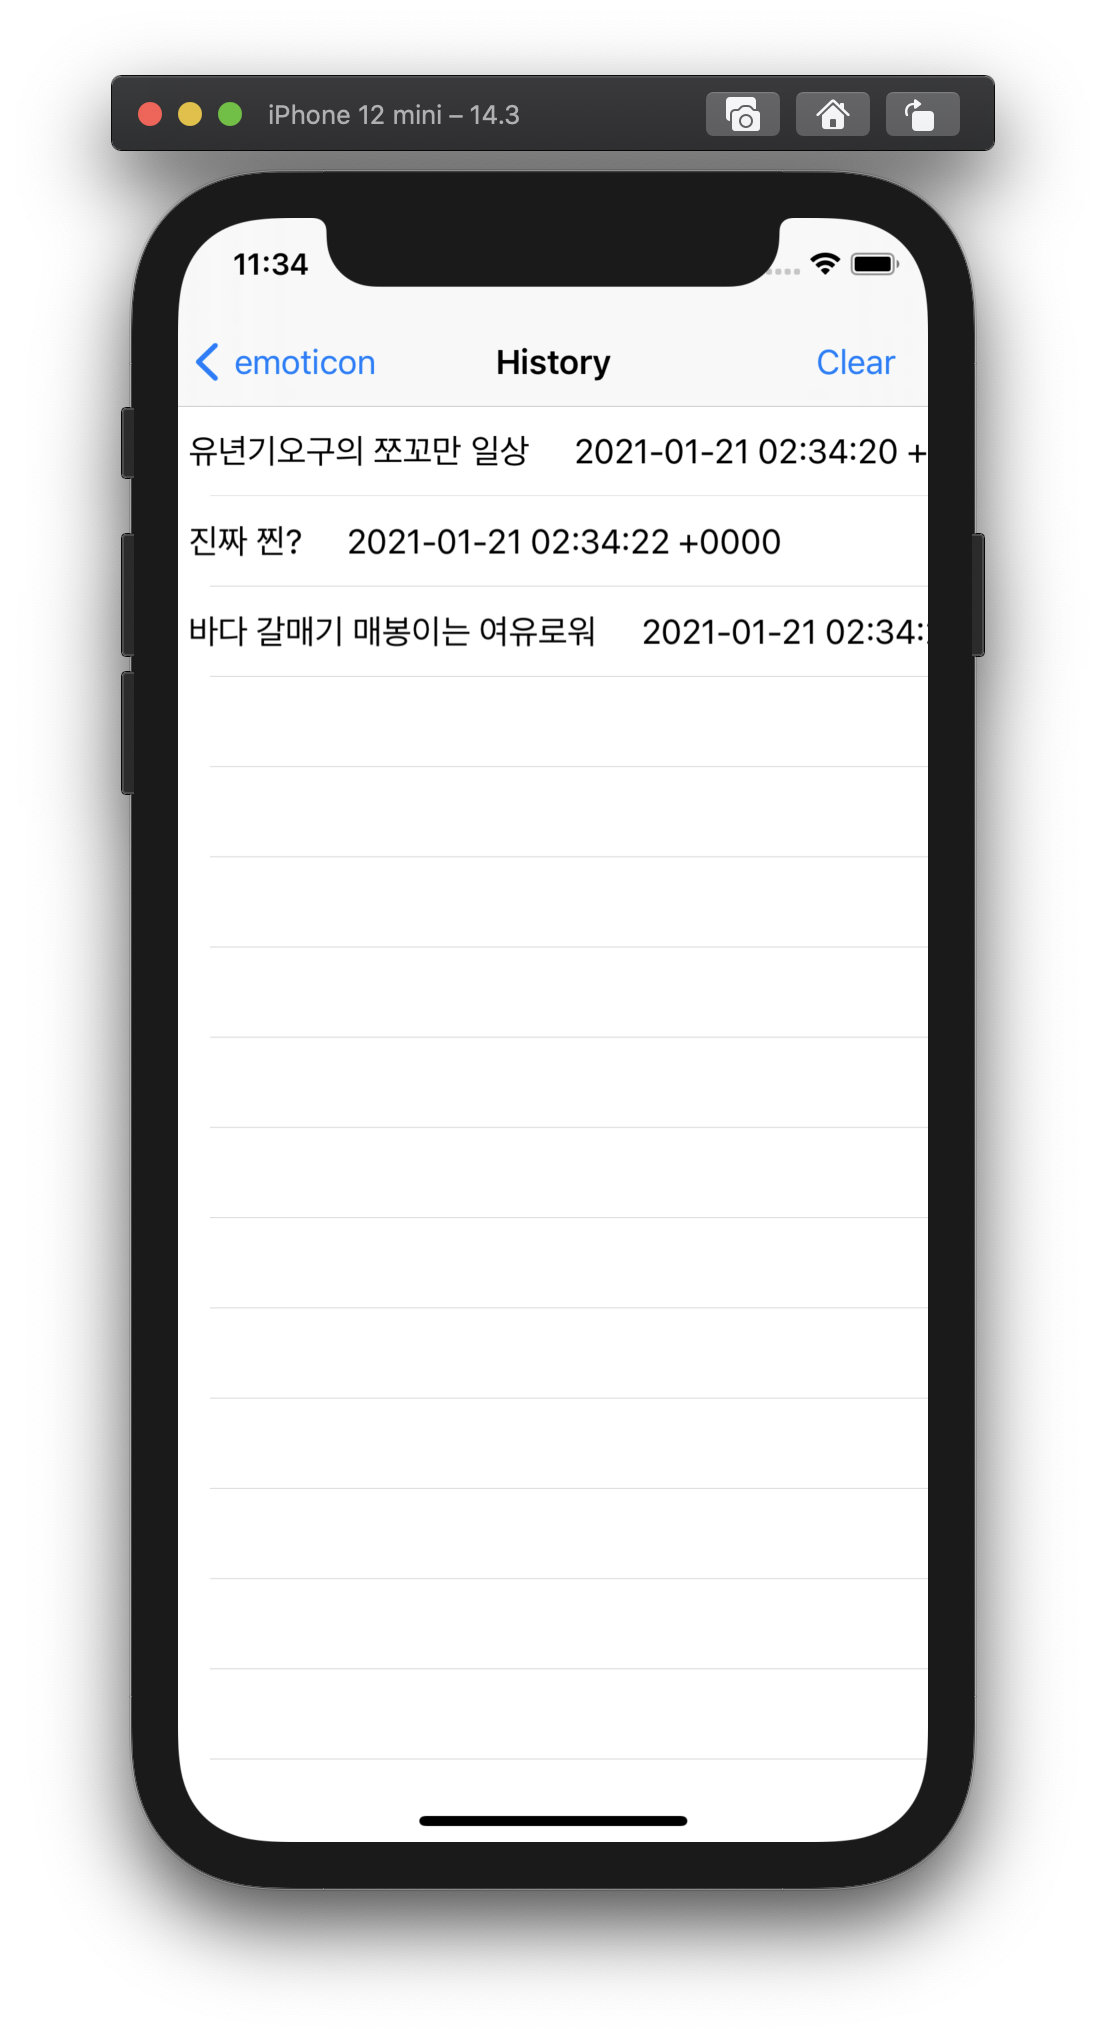 iPhone 12 mini – 14.3
11:34
emoticon History Clear
유년기오구의 쪼꼬만 일상 2021-01-21 02:34:20 +
진짜 찐? 2021-01-21 02:34:22 +0000
바다 갈매기 매봉이는 여유로워 2021-01-21 02:34: